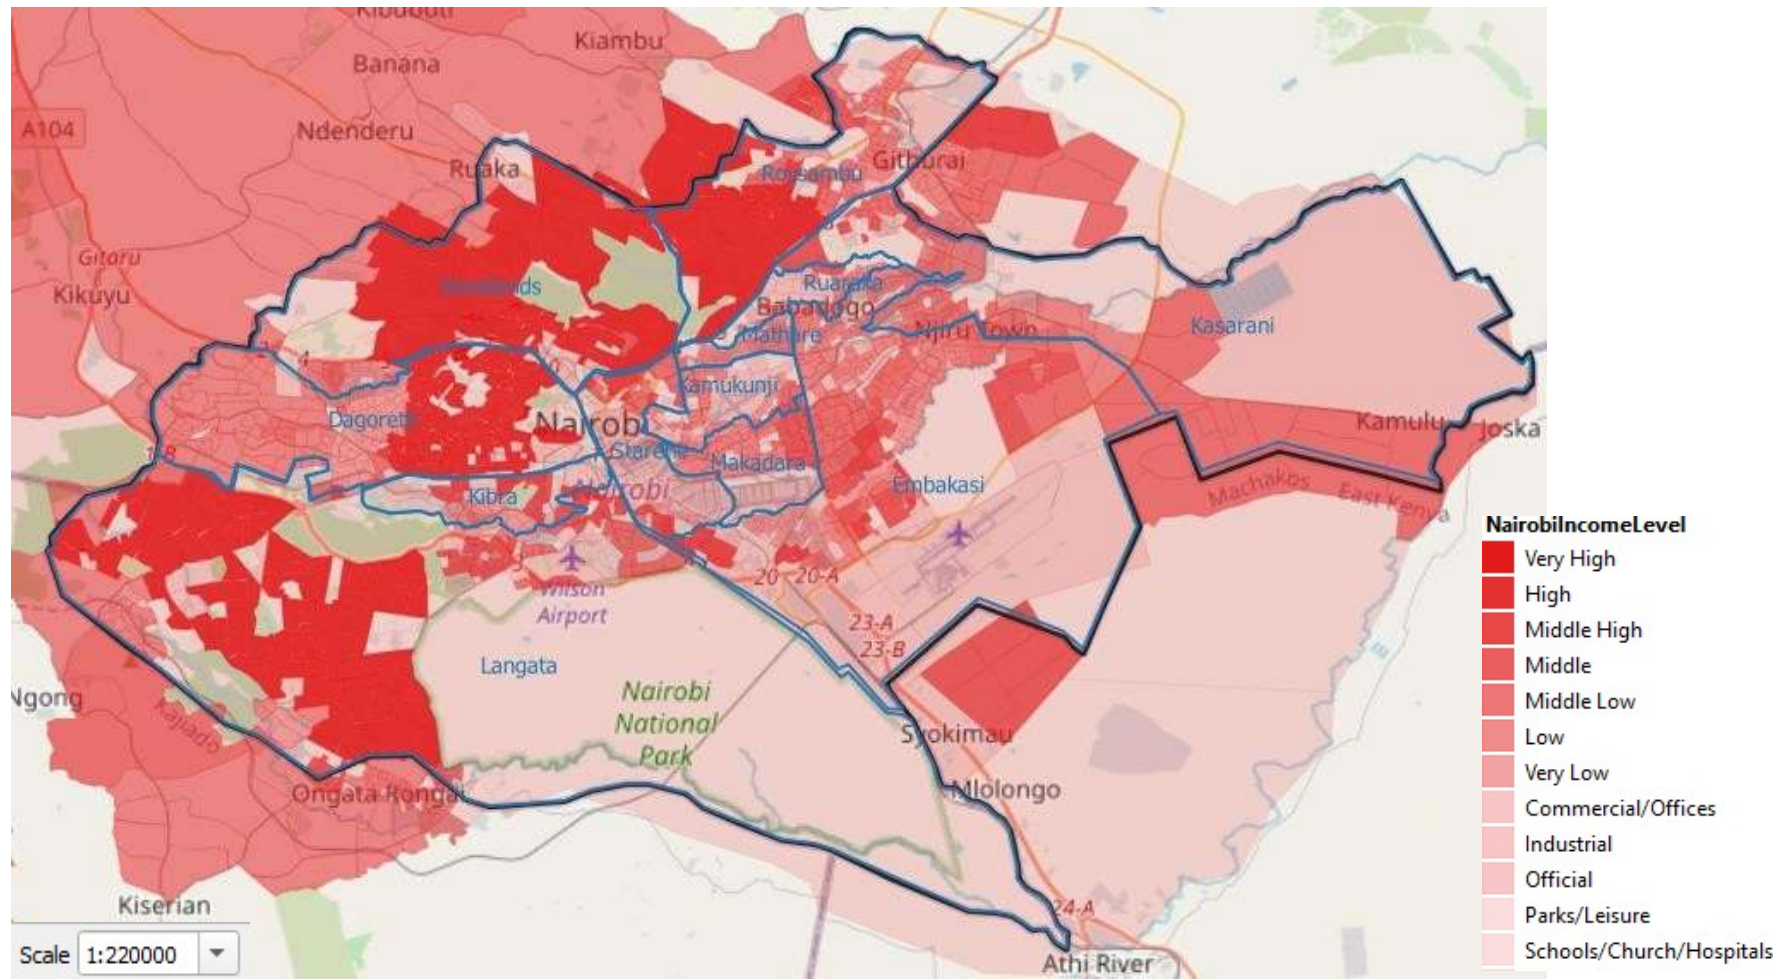 Kiambu
Banana
A104
Ndenderu
Ruaka
Githurai
Roysambu
Gitaru
Kikuyu
Ruaraka
Babadogo
Mathare
Njiru Town
Kasarani
Kamukunji
Dagoretti
Nairobi
Starehe
Makadara
Kamulu
Joska
Kibra
Nairobi
Embakasi
Machakos
East Kenya
Wilson
Airport
20
20-A
23-A
23-B
Langata
Nairobi
National
Park
Ngong
Kajiado
Syokimau
Ongata Rongai
Mlolongo
Kiserian
24-A
Athi River
Scale 1:220000
NairobiIncomeLevel
Very High
High
Middle High
Middle
Middle Low
Low
Very Low
Commercial/Offices
Industrial
Official
Parks/Leisure
Schools/Church/Hospitals